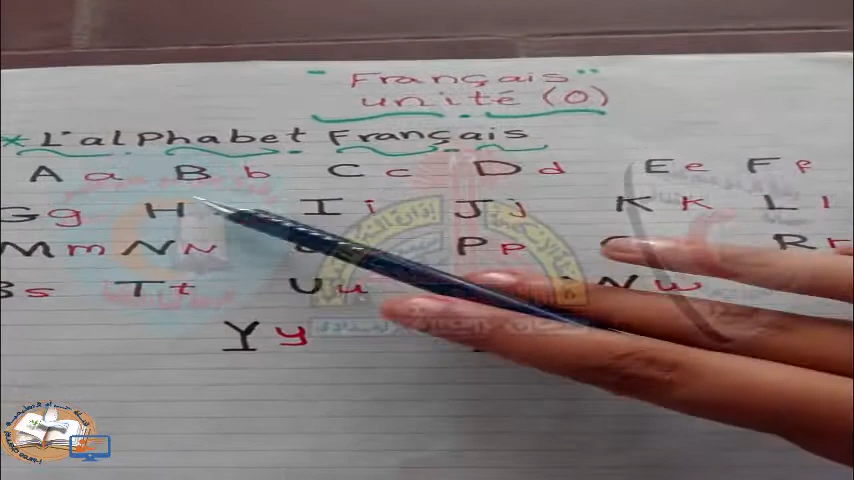 Français
unité (0)
* L'alphabet Français
A a B b C c D d E e F
G g H I i J j K k L l
M m N n P p R r
s T t U u w
Y y